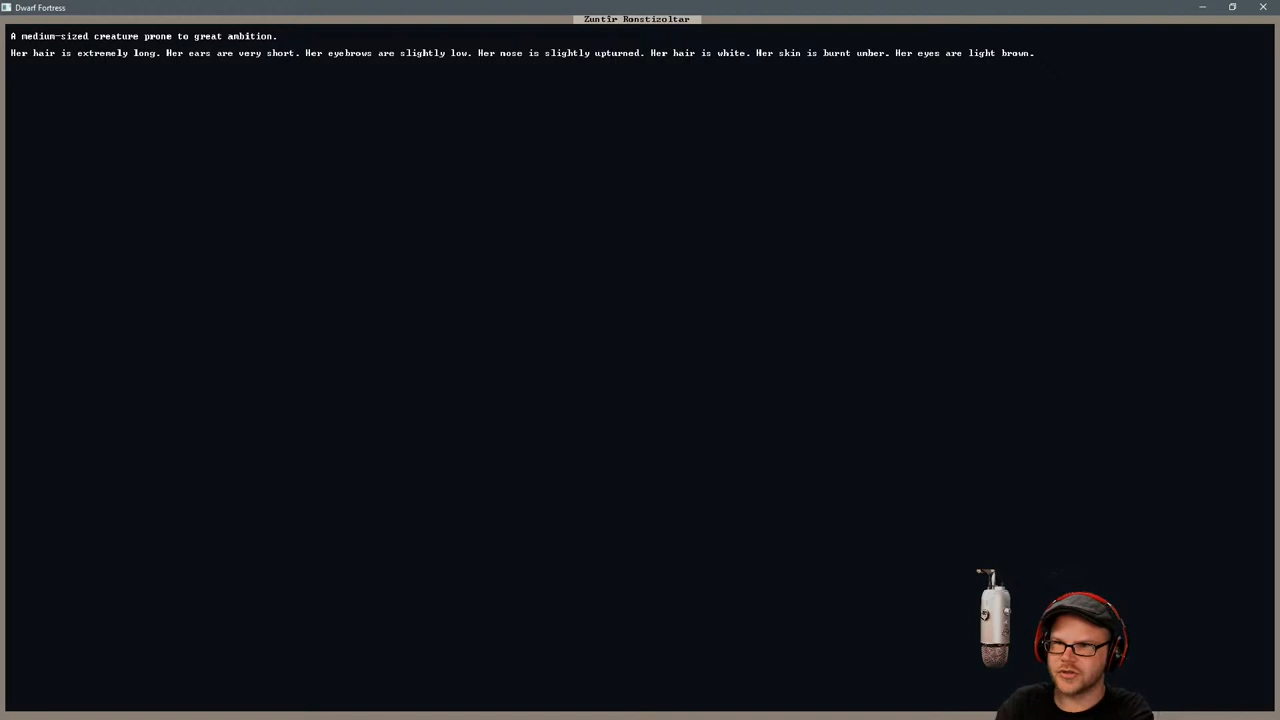 Dwarf Fortress
Zuntîr Ronstizoltar
A medium-sized creature prone to great ambition.
Her hair is extremely long. Her ears are very short. Her eyebrows are slightly low. Her nose is slightly upturned. Her hair is white. Her skin is burnt umber. Her eyes are light brown.